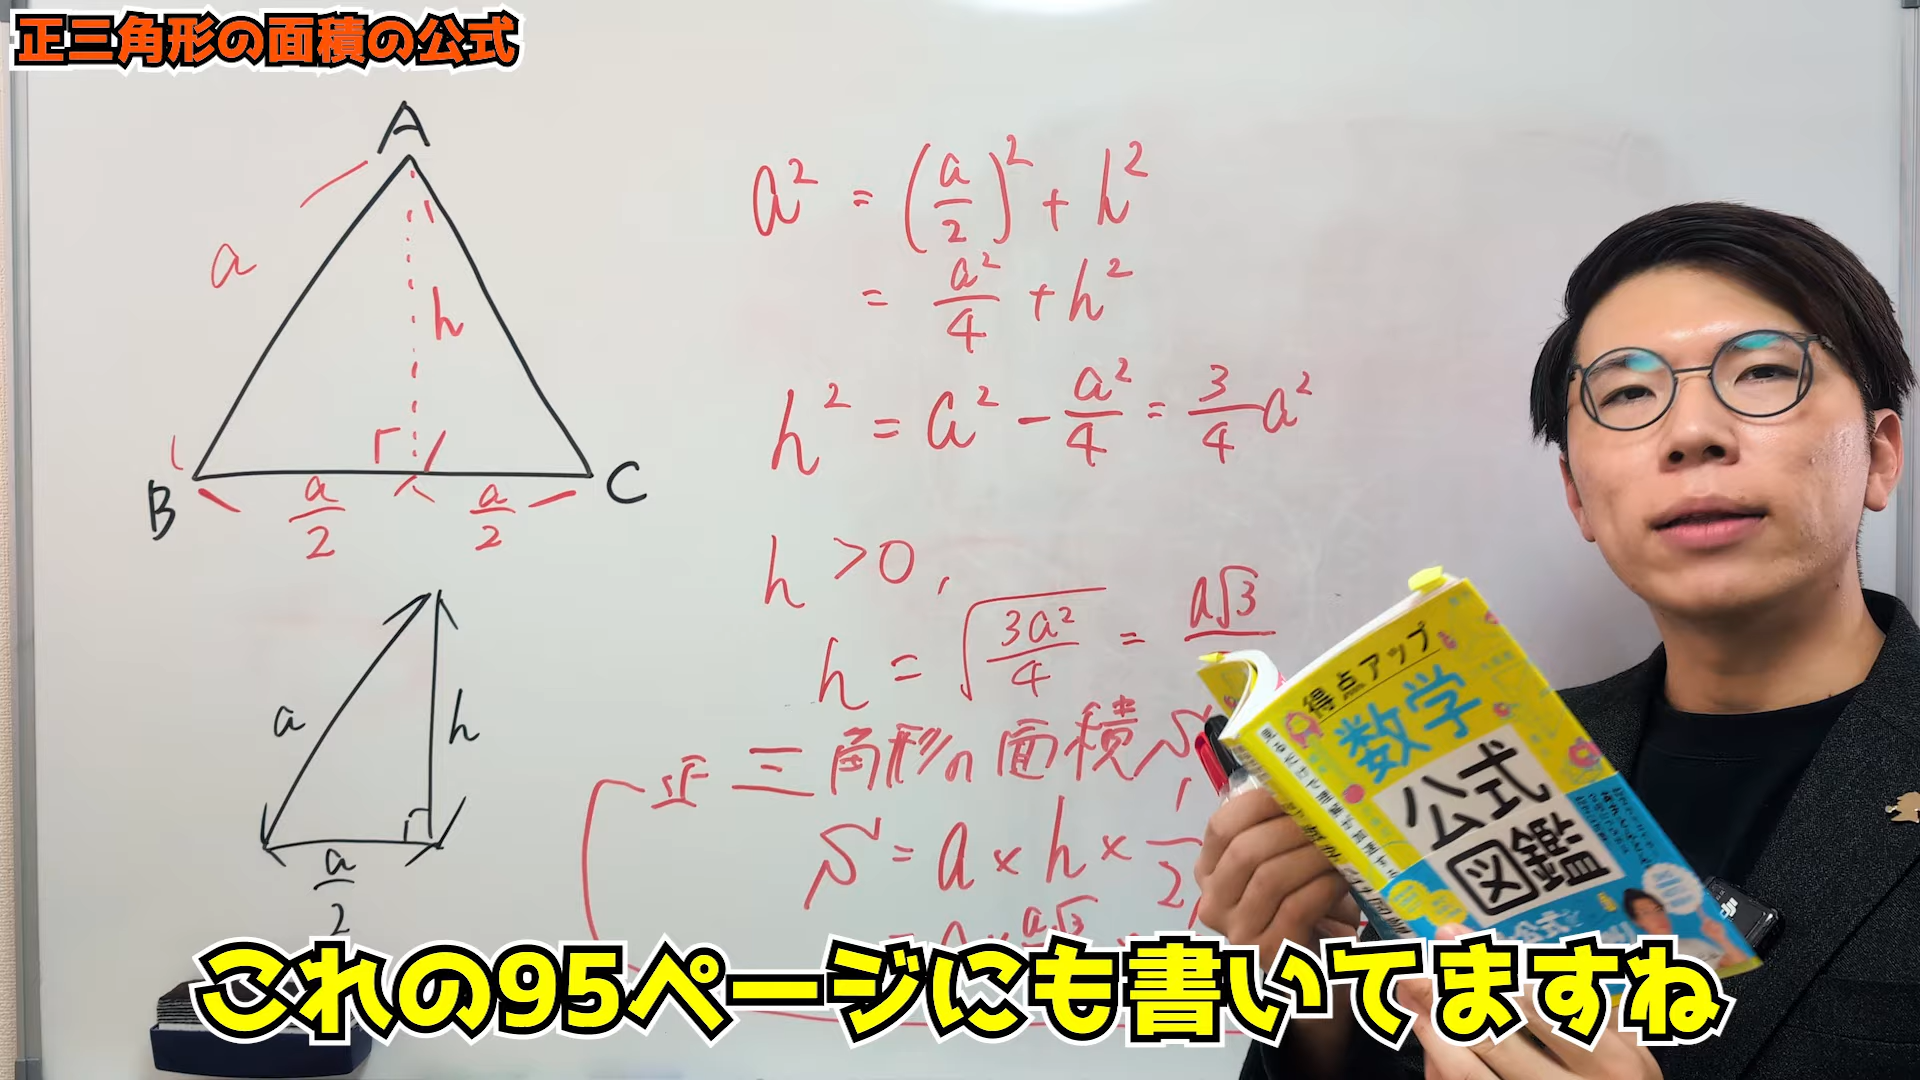 正三角形の面積の公式
A
a
h
B
a/2
a/2
C
a
h
a/2
a² = (a/2)² + h²
= a²/4 + h²
h² = a² - a²/4 = 3/4 a²
h > 0,
h = √(3a²/4) = a√3
正三角形の面積S
S = a × h × 1/2
= a × a√3
得点アップ
数学
公式
図鑑
これの95ページにも書いてますね